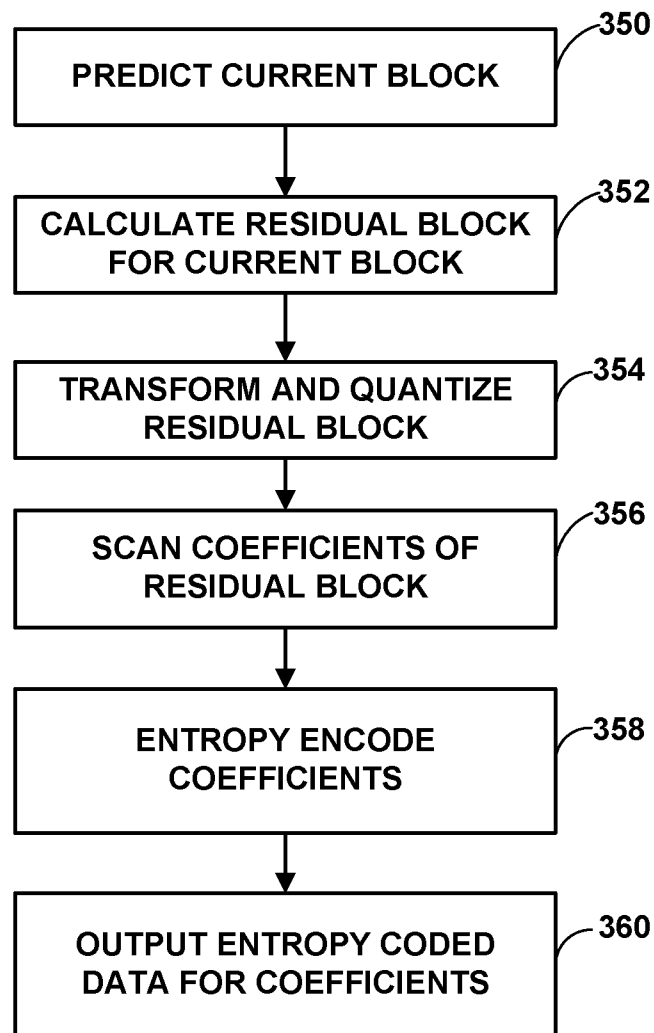 350
PREDICT CURRENT BLOCK
352
CALCULATE RESIDUAL BLOCK
FOR CURRENT BLOCK
354
TRANSFORM AND QUANTIZE
RESIDUAL BLOCK
356
SCAN COEFFICIENTS OF
RESIDUAL BLOCK
358
ENTROPY ENCODE
COEFFICIENTS
360
OUTPUT ENTROPY CODED
DATA FOR COEFFICIENTS